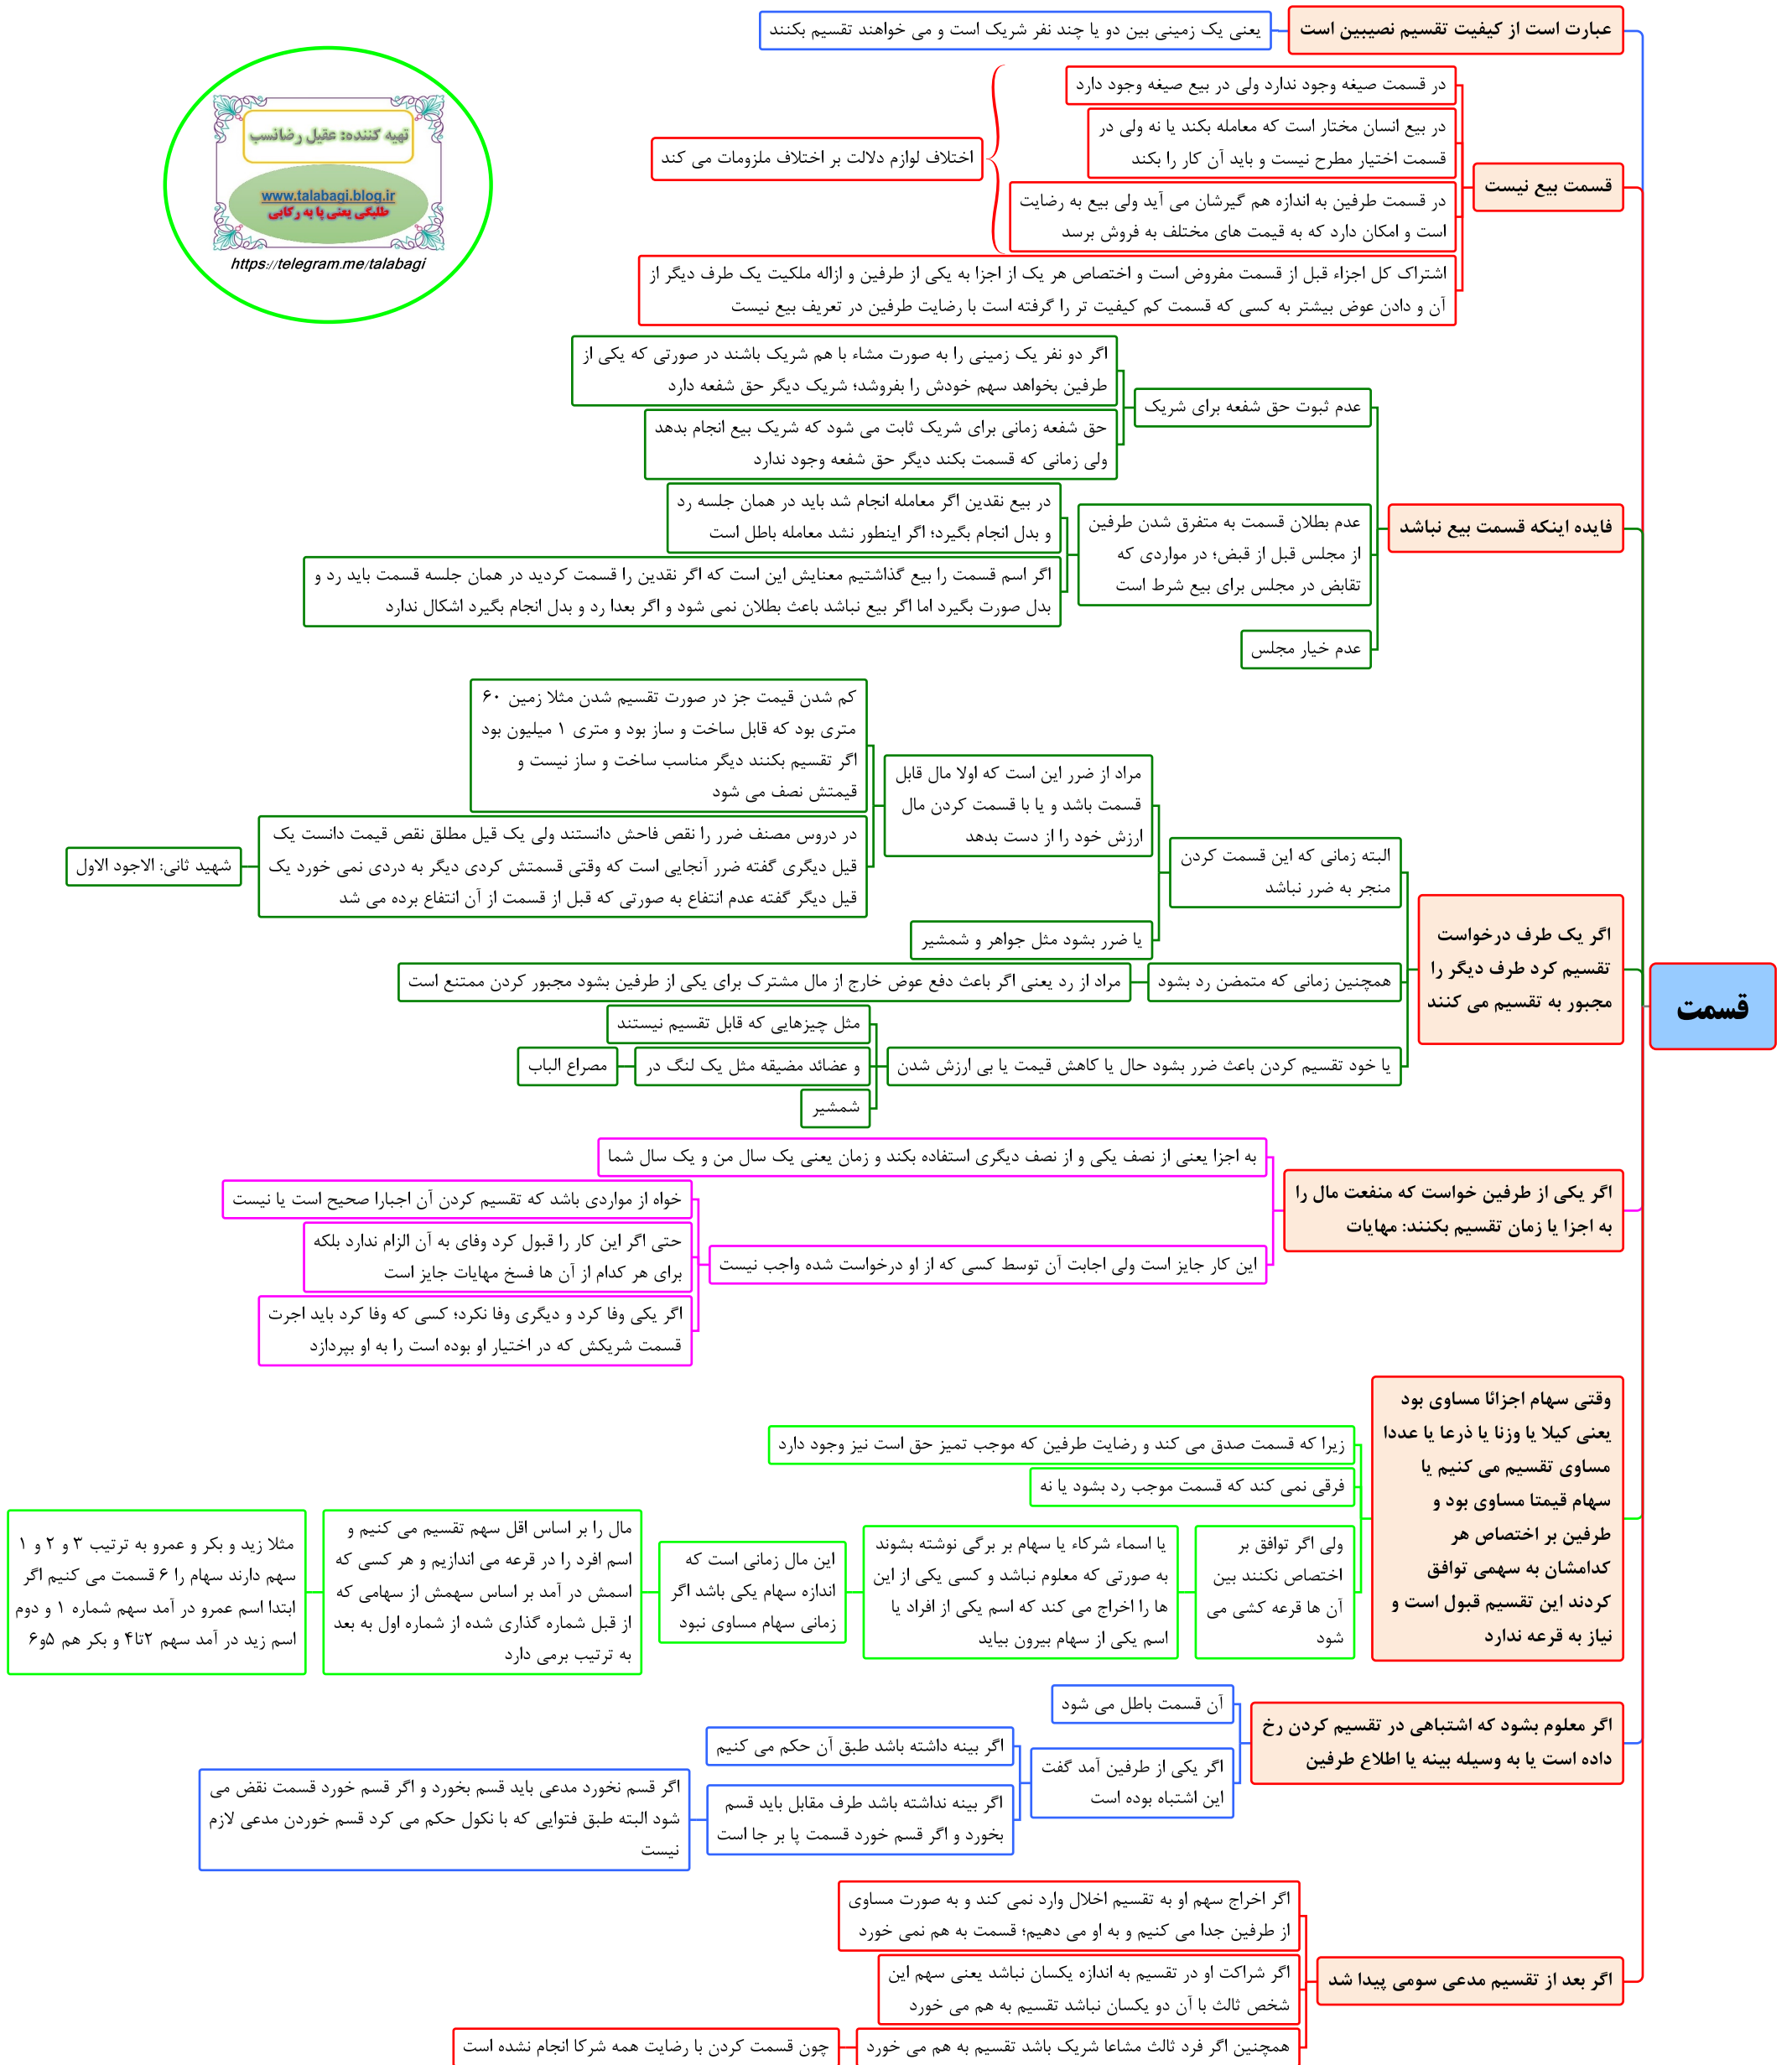 قسمت
عبارت است از کیفیت تقسیم نصیبین است
یعنی یک زمینی بین دو یا چند نفر شریک است و می خواهند تقسیم بکنند
قسمت بیع نیست
در قسمت صیغه وجود ندارد ولی در بیع صیغه وجود دارد
در بیع انسان مختار است که معامله بکند یا نه ولی در
قسمت اختیار مطرح نیست و باید آن کار را بکند
در قسمت طرفین به اندازه هم گیرشان می آید ولی بیع به رضایت
است و امکان دارد که به قیمت های مختلف به فروش برسد
اختلاف لوازم دلالت بر اختلاف ملزومات می کند
اشتراک کل اجزاء قبل از قسمت مفروض است و اختصاص هر یک از اجزا به یکی از طرفین و ازاله ملکیت یک طرف دیگر از
آن و دادن عوض بیشتر به کسی که قسمت کم کیفیت تر را گرفته است با رضایت طرفین در تعریف بیع نیست
تهیه کننده: عقیل رضانسب
www.talabagi.blog.ir
طلبگی یعنی پا به رکابی
https://telegram.me/talabagi
فایده اینکه قسمت بیع نباشد
عدم ثبوت حق شفعه برای شریک
اگر دو نفر یک زمینی را به صورت مشاء با هم شریک باشند در صورتی که یکی از
طرفین بخواهد سهم خودش را بفروشد؛ شریک دیگر حق شفعه دارد
حق شفعه زمانی برای شریک ثابت می شود که شریک بیع انجام بدهد
ولی زمانی که قسمت بکند دیگر حق شفعه وجود ندارد
عدم بطلان قسمت به متفرق شدن طرفین
از مجلس قبل از قبض؛ در مواردی که
تقابض در مجلس برای بیع شرط است
در بیع نقدین اگر معامله انجام شد باید در همان جلسه رد
و بدل انجام بگیرد؛ اگر اینطور نشد معامله باطل است
اگر اسم قسمت را بیع گذاشتیم معنایش این است که اگر نقدین را قسمت کردید در همان جلسه قسمت باید رد و
بدل صورت بگیرد اما اگر بیع نباشد باعث بطلان نمی شود و اگر بعدا رد و بدل انجام بگیرد اشکال ندارد
عدم خیار مجلس
اگر یک طرف درخواست
تقسیم کرد طرف دیگر را
مجبور به تقسیم می کنند
البته زمانی که این قسمت کردن
منجر به ضرر نباشد
مراد از ضرر این است که اولا مال قابل
قسمت باشد و یا با قسمت کردن مال
ارزش خود را از دست بدهد
کم شدن قیمت جز در صورت تقسیم شدن مثلا زمین ۶۰
متری بود که قابل ساخت و ساز بود و متری ۱ میلیون بود
اگر تقسیم بکنند دیگر مناسب ساخت و ساز نیست و
قیمتش نصف می شود
در دروس مصنف ضرر را نقص فاحش دانستند ولی یک قیل مطلق نقص قیمت دانست یک
قیل دیگری گفته ضرر آنجایی است که وقتی قسمتش کردی دیگر به دردی نمی خورد یک
قیل دیگر گفته عدم انتفاع به صورتی که قبل از قسمت از آن انتفاع برده می شد
شهید ثانی: الاجود الاول
یا ضرر بشود مثل جواهر و شمشیر
همچنین زمانی که متمضن رد بشود
مراد از رد یعنی اگر باعث دفع عوض خارج از مال مشترک برای یکی از طرفین بشود مجبور کردن ممتنع است
یا خود تقسیم کردن باعث ضرر بشود حال یا کاهش قیمت یا بی ارزش شدن
مثل چیزهایی که قابل تقسیم نیستند
و عضائد مضیقه مثل یک لنگ در
مصراع الباب
شمشیر
اگر یکی از طرفین خواست که منفعت مال را
به اجزا یا زمان تقسیم بکنند: مهایات
به اجزا یعنی از نصف یکی و از نصف دیگری استفاده بکند و زمان یعنی یک سال من و یک سال شما
این کار جایز است ولی اجابت آن توسط کسی که از او درخواست شده واجب نیست
خواه از مواردی باشد که تقسیم کردن آن اجبارا صحیح است یا نیست
حتی اگر این کار را قبول کرد وفای به آن الزام ندارد بلکه
برای هر کدام از آن ها فسخ مهایات جایز است
اگر یکی وفا کرد و دیگری وفا نکرد؛ کسی که وفا کرد باید اجرت
قسمت شریکش که در اختیار او بوده است را به او بپردازد
وقتی سهام اجزائا مساوی بود
یعنی کیلا یا وزنا یا ذرعا یا عددا
مساوی تقسیم می کنیم یا
سهام قیمتا مساوی بود و
طرفین بر اختصاص هر
کدامشان به سهمی توافق
کردند این تقسیم قبول است و
نیاز به قرعه ندارد
زیرا که قسمت صدق می کند و رضایت طرفین که موجب تمیز حق است نیز وجود دارد
فرقی نمی کند که قسمت موجب رد بشود یا نه
ولی اگر توافق بر
اختصاص نکنند بین
آن ها قرعه کشی می
شود
یا اسماء شرکاء یا سهام بر برگی نوشته بشوند
به صورتی که معلوم نباشد و کسی یکی از این
ها را اخراج می کند که اسم یکی از افراد یا
اسم یکی از سهام بیرون بیاید
این مال زمانی است که
اندازه سهام یکی باشد اگر
زمانی سهام مساوی نبود
مال را بر اساس اقل سهم تقسیم می کنیم و
اسم افرد را در قرعه می اندازیم و هر کسی که
اسمش در آمد بر اساس سهمش از سهامی که
از قبل شماره گذاری شده از شماره اول به بعد
به ترتیب برمی دارد
مثلا زید و بکر و عمرو به ترتیب ۳ و ۲ و ۱
سهم دارند سهام را ۶ قسمت می کنیم اگر
ابتدا اسم عمرو در آمد سهم شماره ۱ و دوم
اسم زید در آمد سهم ۲تا۴ و بکر هم ۵و۶
اگر معلوم بشود که اشتباهی در تقسیم کردن رخ
داده است یا به وسیله بینه یا اطلاع طرفین
آن قسمت باطل می شود
اگر یکی از طرفین آمد گفت
این اشتباه بوده است
اگر بینه داشته باشد طبق آن حکم می کنیم
اگر بینه نداشته باشد طرف مقابل باید قسم
بخورد و اگر قسم خورد قسمت پا بر جا است
اگر قسم نخورد مدعی باید قسم بخورد و اگر قسم خورد قسمت نقض می
شود البته طبق فتوایی که با نکول حکم می کرد قسم خوردن مدعی لازم
نیست
اگر بعد از تقسیم مدعی سومی پیدا شد
اگر اخراج سهم او به تقسیم اخلال وارد نمی کند و به صورت مساوی
از طرفین جدا می کنیم و به او می دهیم؛ قسمت به هم نمی خورد
اگر شراکت او در تقسیم به اندازه یکسان نباشد یعنی سهم این
شخص ثالث با آن دو یکسان نباشد تقسیم به هم می خورد
همچنین اگر فرد ثالث مشاعا شریک باشد تقسیم به هم می خورد
چون قسمت کردن با رضایت همه شرکا انجام نشده است